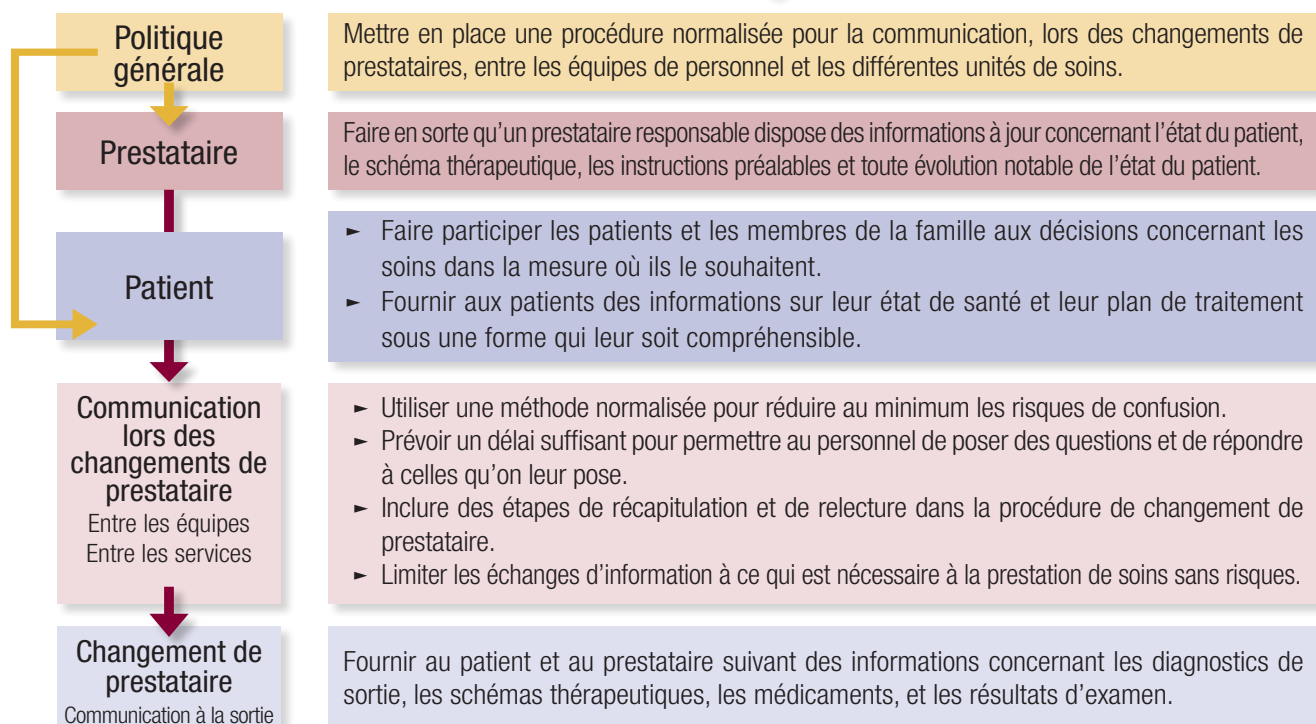 Politique
générale
Mettre en place une procédure normalisée pour la communication, lors des changements de
prestataires, entre les équipes de personnel et les différentes unités de soins.
Prestataire
Faire en sorte qu’un prestataire responsable dispose des informations à jour concernant l’état du patient,
le schéma thérapeutique, les instructions préalables et toute évolution notable de l’état du patient.
Patient
► Faire participer les patients et les membres de la famille aux décisions concernant les
soins dans la mesure où ils le souhaitent.
► Fournir aux patients des informations sur leur état de santé et leur plan de traitement
sous une forme qui leur soit compréhensible.
Communication
lors des
changements de
prestataire
Entre les équipes
Entre les services
► Utiliser une méthode normalisée pour réduire au minimum les risques de confusion.
► Prévoir un délai suffisant pour permettre au personnel de poser des questions et de répondre
à celles qu’on leur pose.
► Inclure des étapes de récapitulation et de relecture dans la procédure de changement de
prestataire.
► Limiter les échanges d’information à ce qui est nécessaire à la prestation de soins sans risques.
Changement de
prestataire
Communication à la sortie
Fournir au patient et au prestataire suivant des informations concernant les diagnostics de
sortie, les schémas thérapeutiques, les médicaments, et les résultats d’examen.